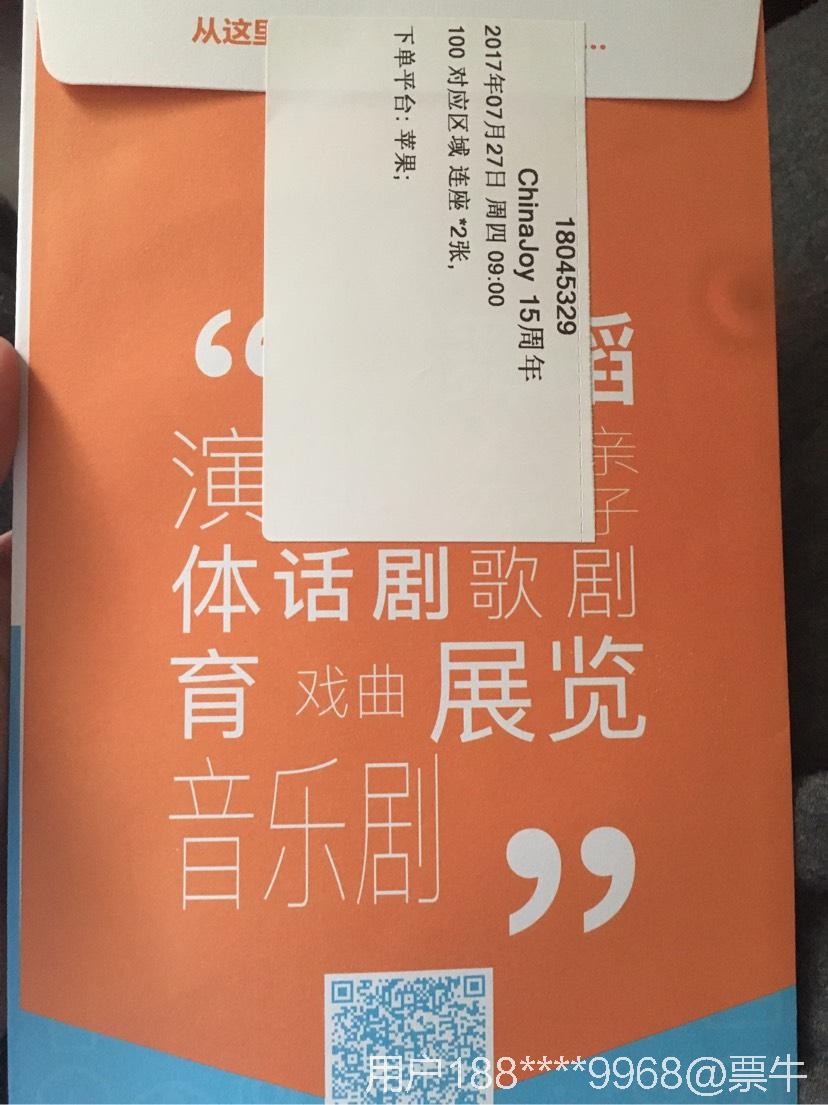 从这里
18045329
ChinaJoy 15周年
2017年07月27日 周四 09:00
100 对应区域 连座 *2张,
下单平台: 苹果;
“
蹈
演
亲子
体 话剧 歌剧
育 戏曲 展览
音乐剧 ”
用户188****9968@票牛